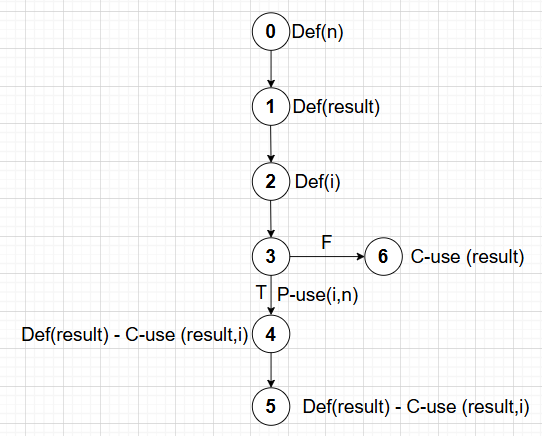 0 Def(n)
1 Def(result)
2 Def(i)
3 F 6 C-use (result)
T P-use(i,n)
Def(result) - C-use (result,i) 4
5 Def(result) - C-use (result,i)